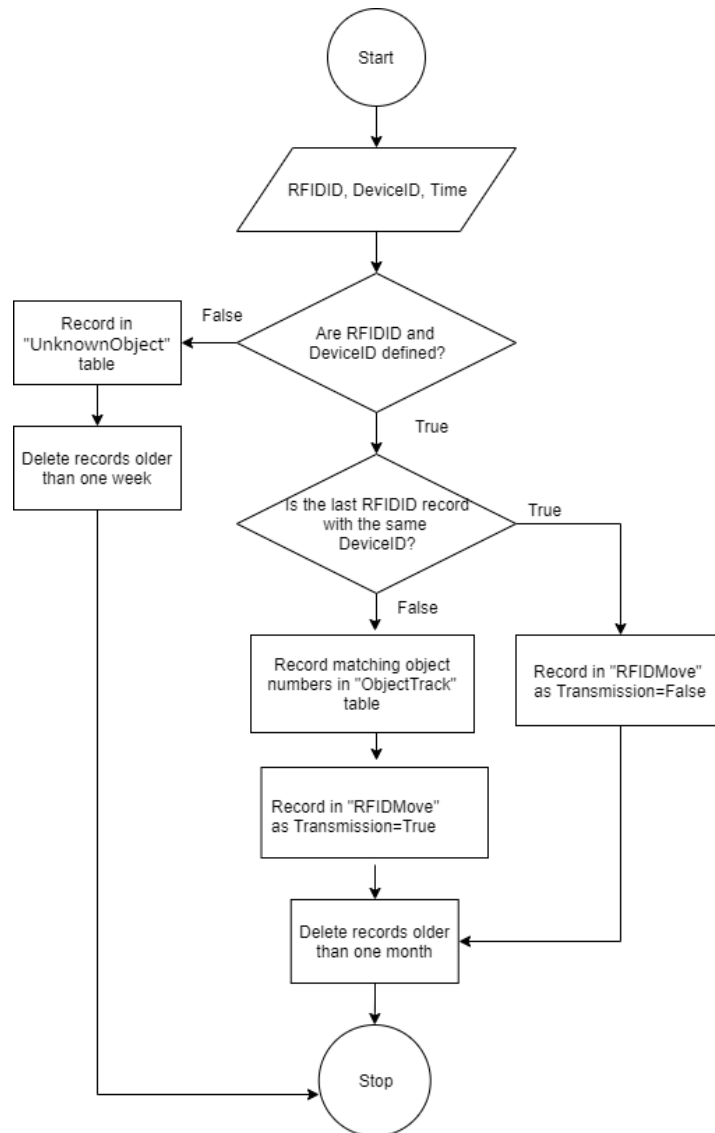 Start
RFIDID, DeviceID, Time
Are RFIDID and
DeviceID defined?
False
Record in
"UnknownObject"
table
True
Delete records older
than one week
Is the last RFIDID record
with the same
DeviceID?
True
False
Record matching object
numbers in "ObjectTrack"
table
Record in "RFIDMove"
as Transmission=False
Record in "RFIDMove"
as Transmission=True
Delete records older
than one month
Stop